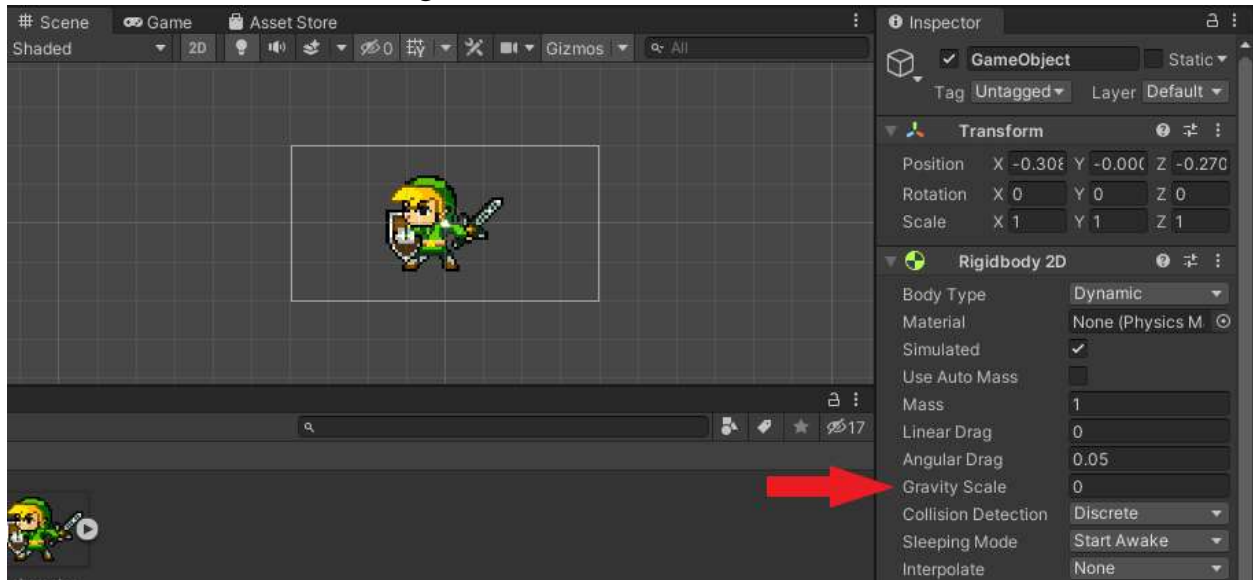 Scene Game Asset Store
Shaded 2D 0 Gizmos All
17
Inspector
GameObject Static
Tag Untagged Layer Default
Transform
Position X -0.308 Y -0.000 Z -0.270
Rotation X 0 Y 0 Z 0
Scale X 1 Y 1 Z 1
Rigidbody 2D
Body Type Dynamic
Material None (Physics M
Simulated
Use Auto Mass
Mass 1
Linear Drag 0
Angular Drag 0.05
Gravity Scale 0
Collision Detection Discrete
Sleeping Mode Start Awake
Interpolate None